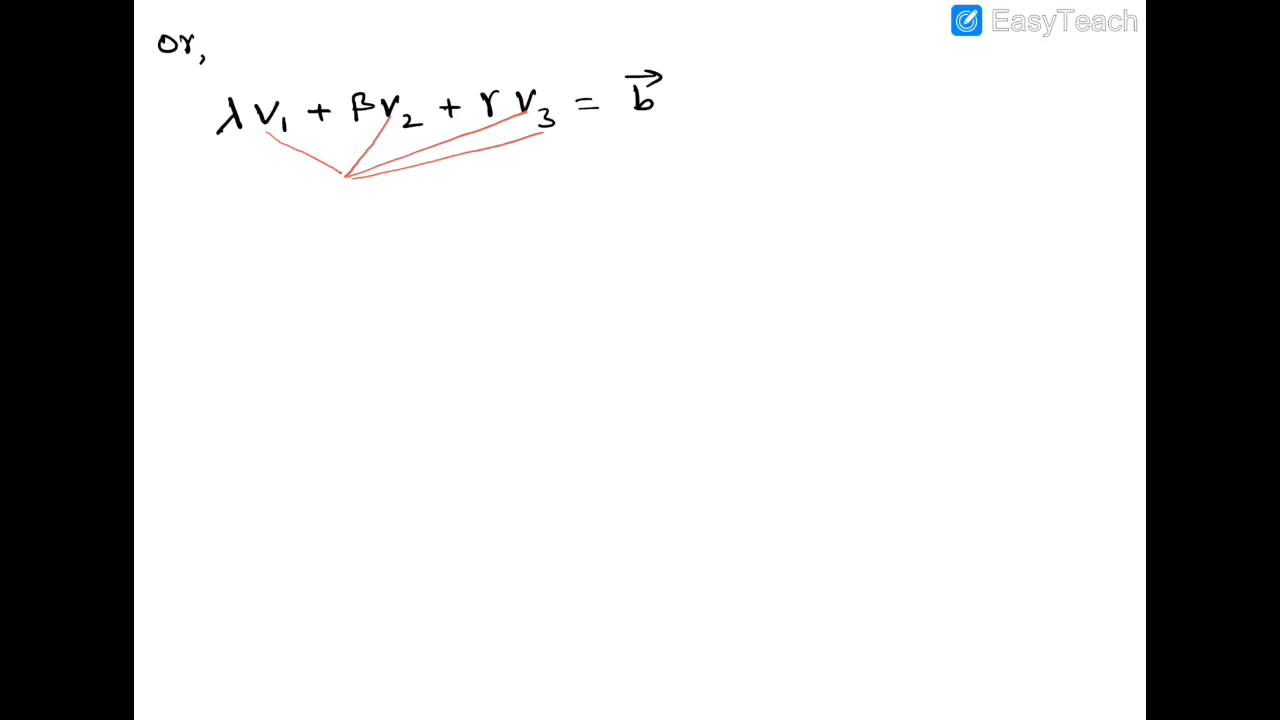 EasyTeach
or,
λ v₁ + β v₂ + γ v₃ = b⃗